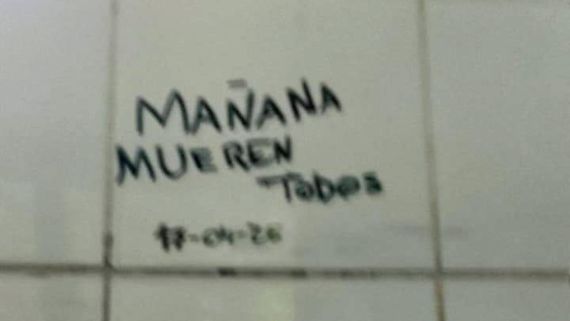 MAÑANA
MUEREN
TODOS
17-04-26